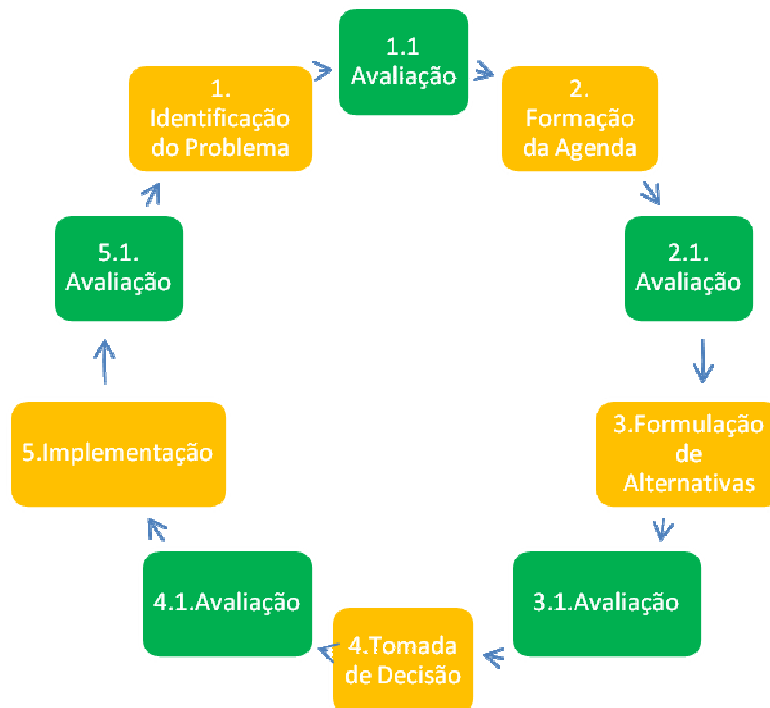 1.
Identificação
do Problema
1.1
Avaliação
2.
Formação
da Agenda
2.1.
Avaliação
3.Formulação
de
Alternativas
3.1.Avaliação
4.Tomada
de Decisão
4.1.Avaliação
5.Implementação
5.1.
Avaliação